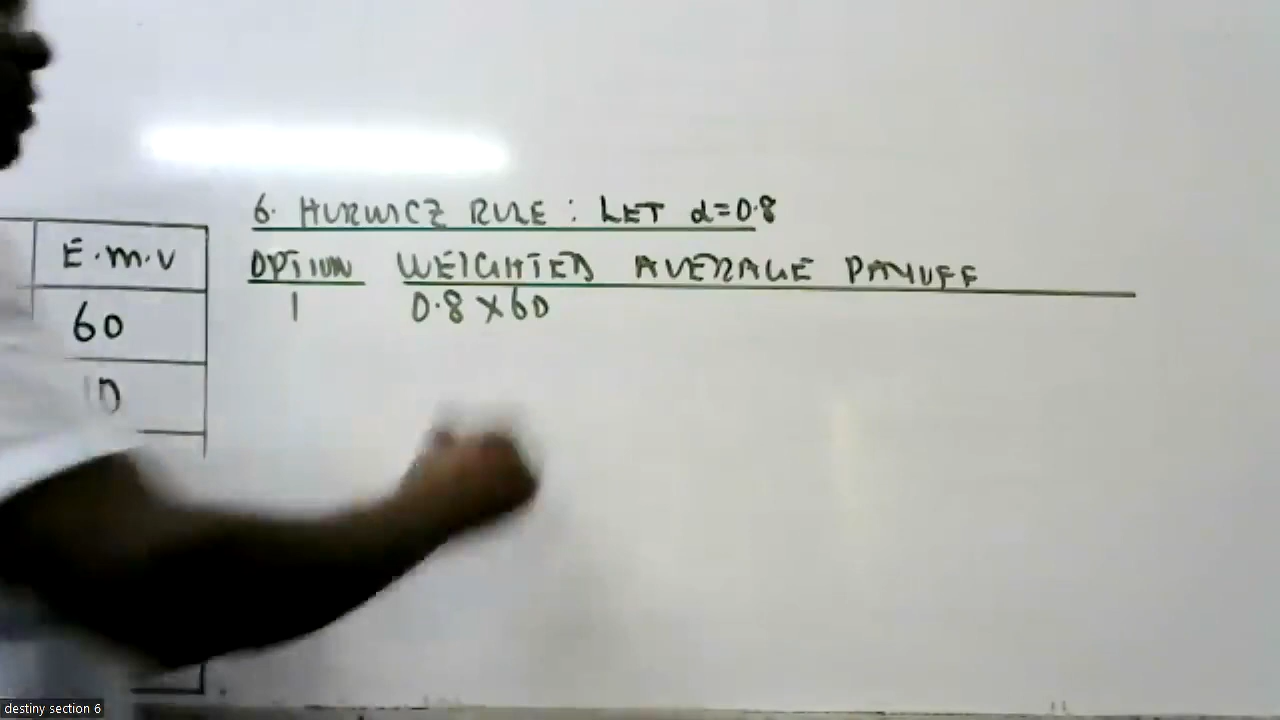 6. HURWICZ RULE : LET α=0.8
E.M.V
OPTION WEIGHTED AVERAGE PAYOFF
60
1 0.8 X 60
10
destiny section 6